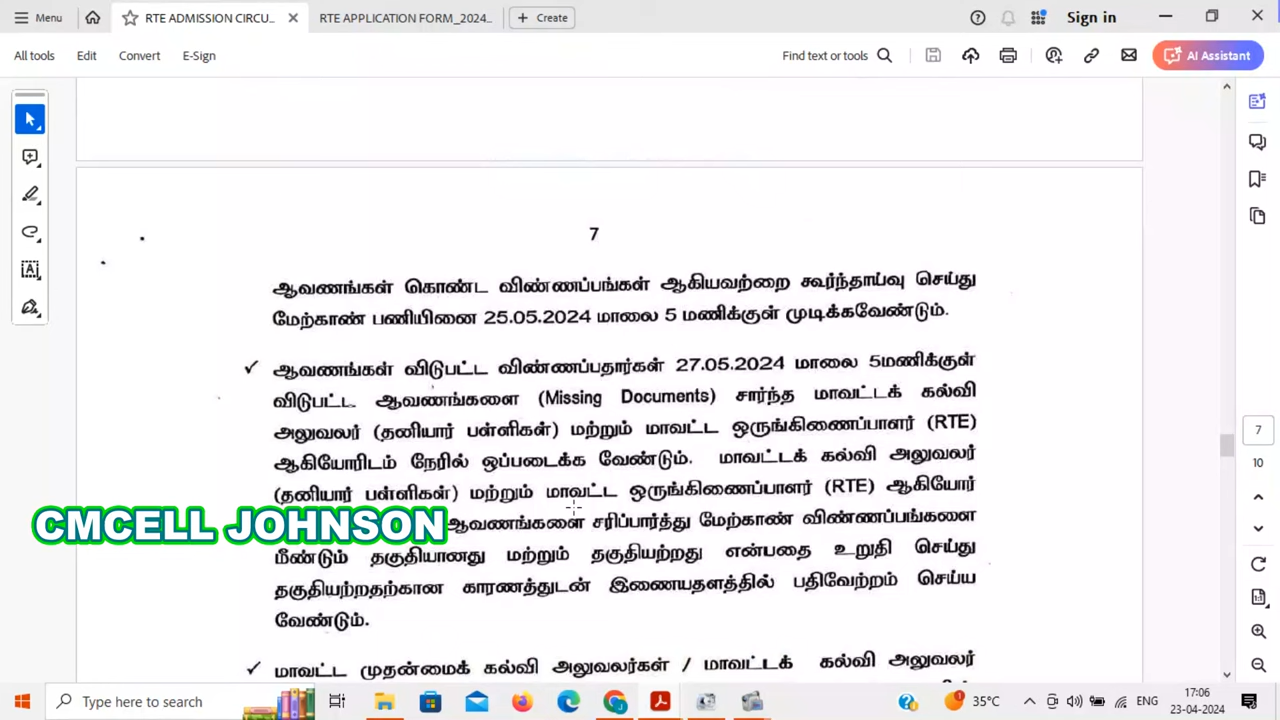 Menu
RTE ADMISSION CIRCU...
RTE APPLICATION FORM_2024...
Create
Sign in
All tools
Edit
Convert
E-Sign
Find text or tools
AI Assistant
7
ஆவணங்கள் கொண்ட விண்ணப்பங்கள் ஆகியவற்றை கூர்ந்தாய்வு செய்து
மேற்காண் பணியினை 25.05.2024 மாலை 5 மணிக்குள் முடிக்கவேண்டும்.
✓ ஆவணங்கள் விடுபட்ட விண்ணப்பதார்கள் 27.05.2024 மாலை 5மணிக்குள்
விடுபட்ட ஆவணங்களை (Missing Documents) சார்ந்த மாவட்டக் கல்வி
அலுவலர் (தனியார் பள்ளிகள்) மற்றும் மாவட்ட ஒருங்கிணைப்பாளர் (RTE)
ஆகியோரிடம் நேரில் ஒப்படைக்க வேண்டும். மாவட்டக் கல்வி அலுவலர்
(தனியார் பள்ளிகள்) மற்றும் மாவட்ட ஒருங்கிணைப்பாளர் (RTE) ஆகியோர்
CMCELL JOHNSON
ஆவணங்களை சரிப்பார்த்து மேற்காண் விண்ணப்பங்களை
மீண்டும் தகுதியானது மற்றும் தகுதியற்றது என்பதை உறுதி செய்து
தகுதியற்றதற்கான காரணத்துடன் இணையதளத்தில் பதிவேற்றம் செய்ய
வேண்டும்.
✓ மாவட்ட முதன்மைக் கல்வி அலுவலர்கள் / மாவட்டக் கல்வி அலுவலர்
7
10
Type here to search
35°C
ENG
17:06
23-04-2024